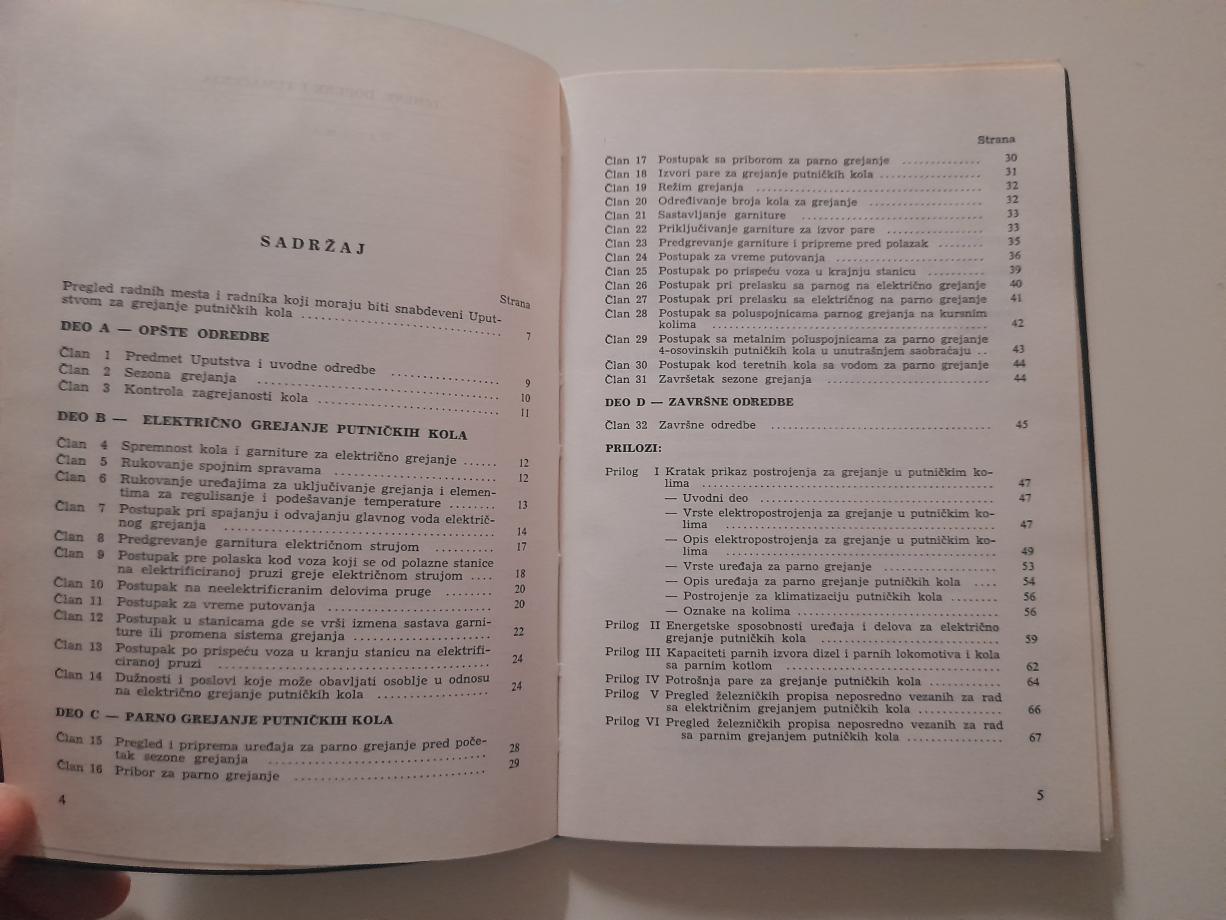 SADRŽAJ
Strana
Pregled radnih mesta i radnika koji moraju biti snabdeveni Uput-
stvom za grejanje putničkih kola ........ 7
DEO A — OPŠTE ODREDBE
Član 1 Predmet Uputstva i uvodne odredbe ........ 9
Član 2 Sezona grejanja ........ 10
Član 3 Kontrola zagrejanosti kola ........ 11
DEO B — ELEKTRIČNO GREJANJE PUTNIČKIH KOLA
Član 4 Spremnost kola i garniture za električno grejanje ...... 12
Član 5 Rukovanje spojnim spravama ........ 12
Član 6 Rukovanje uređajima za uključivanje grejanja i elemen-
tima za regulisanje i podešavanje temperature ........ 13
Član 7 Postupak pri spajanju i odvajanju glavnog voda električ-
nog grejanja ........ 14
Član 8 Predgrevanje garnitura električnom strujom ........ 17
Član 9 Postupak pre polaska kod voza koji se od polazne stanice
na elektrificiranoj pruzi greje električnom strujom .... 18
Član 10 Postupak na neelektrificranim delovima pruge ........ 20
Član 11 Postupak za vreme putovanja ........ 20
Član 12 Postupak u stanicama gde se vrši izmena sastava garni-
ture ili promena sistema grejanja ........ 22
Član 13 Postupak po prispeću voza u kranju stanicu na elektrifi-
ciranoj pruzi ........ 24
Član 14 Dužnosti i poslovi koje može obavljati osoblje u odnosu
na električno grejanje putničkih kola ........ 24
DEO C — PARNO GREJANJE PUTNIČKIH KOLA
Član 15 Pregled i priprema uređaja za parno grejanje pred poče-
tak sezone grejanja ........ 28
Član 16 Pribor za parno grejanje ........ 29
4
Strana
Član 17 Postupak sa priborom za parno grejanje ........ 30
Član 18 Izvori pare za grejanje putničkih kola ........ 31
Član 19 Režim grejanja ........ 32
Član 20 Određivanje broja kola za grejanje ........ 32
Član 21 Sastavljanje garniture ........ 33
Član 22 Priključivanje garniture za izvor pare ........ 33
Član 23 Predgrevanje garniture i pripreme pred polazak ........ 35
Član 24 Postupak za vreme putovanja ........ 36
Član 25 Postupak po prispeću voza u krajnju stanicu ........ 39
Član 26 Postupak pri prelasku sa parnog na električno grejanje 40
Član 27 Postupak pri prelasku sa električnog na parno grejanje 41
Član 28 Postupak sa poluspojnicama parnog grejanja na kursnim
kolima ........ 42
Član 29 Postupak sa metalnim poluspojnicama za parno grejanje
4-osovinskih putničkih kola u unutrašnjem saobraćaju .. 43
Član 30 Postupak kod teretnih kola sa vodom za parno grejanje 44
Član 31 Završetak sezone grejanja ........ 44
DEO D — ZAVRŠNE ODREDBE
Član 32 Završne odredbe ........ 45
PRILOZI:
Prilog I Kratak prikaz postrojenja za grejanje u putničkim ko-
lima ........ 47
— Uvodni deo ........ 47
— Vrste elektropostrojenja za grejanje u putničkim ko-
lima ........ 47
— Opis elektropostrojenja za grejanje u putničkim ko-
lima ........ 49
— Vrste uređaja za parno grejanje ........ 53
— Opis uređaja za parno grejanje putničkih kola .... 54
— Postrojenje za klimatizaciju putničkih kola ........ 56
— Oznake na kolima ........ 56
Prilog II Energetske sposobnosti uređaja i delova za električno
grejanje putničkih kola ........ 59
Prilog III Kapaciteti parnih izvora dizel i parnih lokomotiva i kola
sa parnim kotlom ........ 62
Prilog IV Potrošnja pare za grejanje putničkih kola ........ 64
Prilog V Pregled železničkih propisa neposredno vezanih za rad
sa električnim grejanjem putničkih kola ........ 66
Prilog VI Pregled železničkih propisa neposredno vezanih za rad
sa parnim grejanjem putničkih kola ........ 67
5